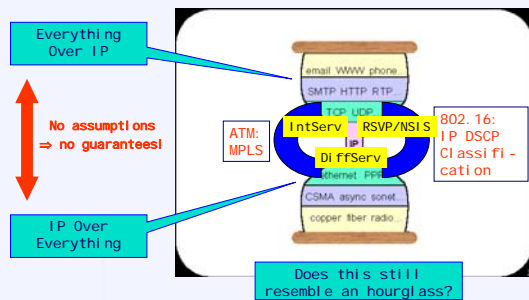 Everything
Over IP
No assumptions
⇒ no guarantees!
IP Over
Everything
email WWW phone...
SMTP HTTP RTP...
TCP UDP
IntServ
RSVP/NSIS
IP
DiffServ
ethernet PPP
CSMA async sonet...
copper fiber radio...
ATM:
MPLS
802.16:
IP DSCP
Classifi-
cation
Does this still
resemble an hourglass?